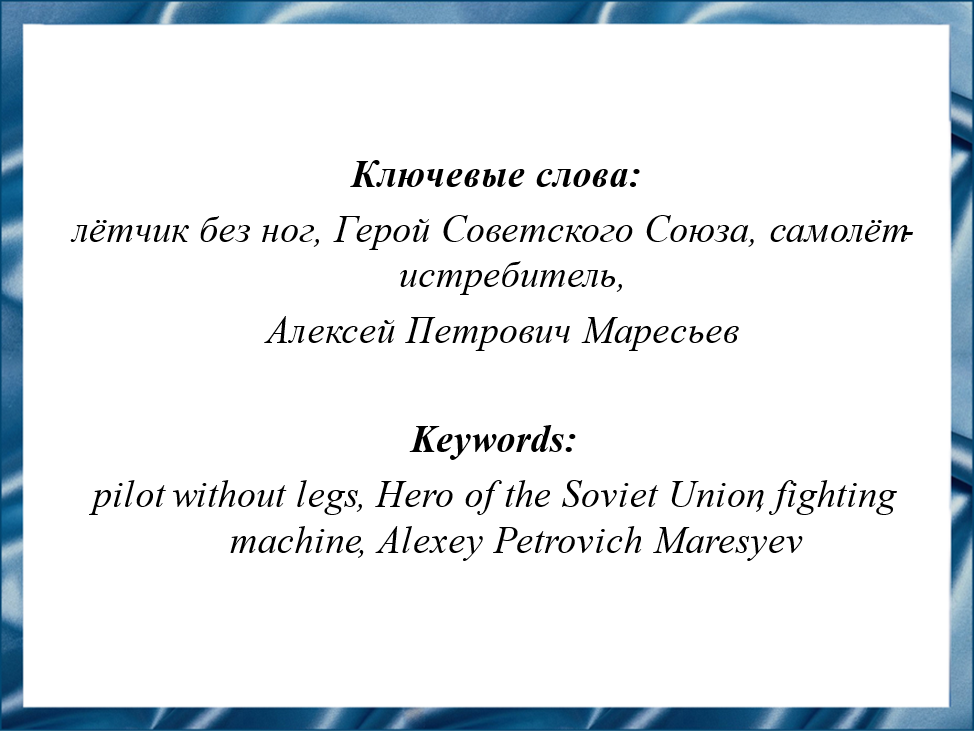 Ключевые слова:
лётчик без ног, Герой Советского Союза, самолёт-
истребитель,
Алексей Петрович Маресьев
Keywords:
pilot without legs, Hero of the Soviet Union, fighting
machine, Alexey Petrovich Maresyev